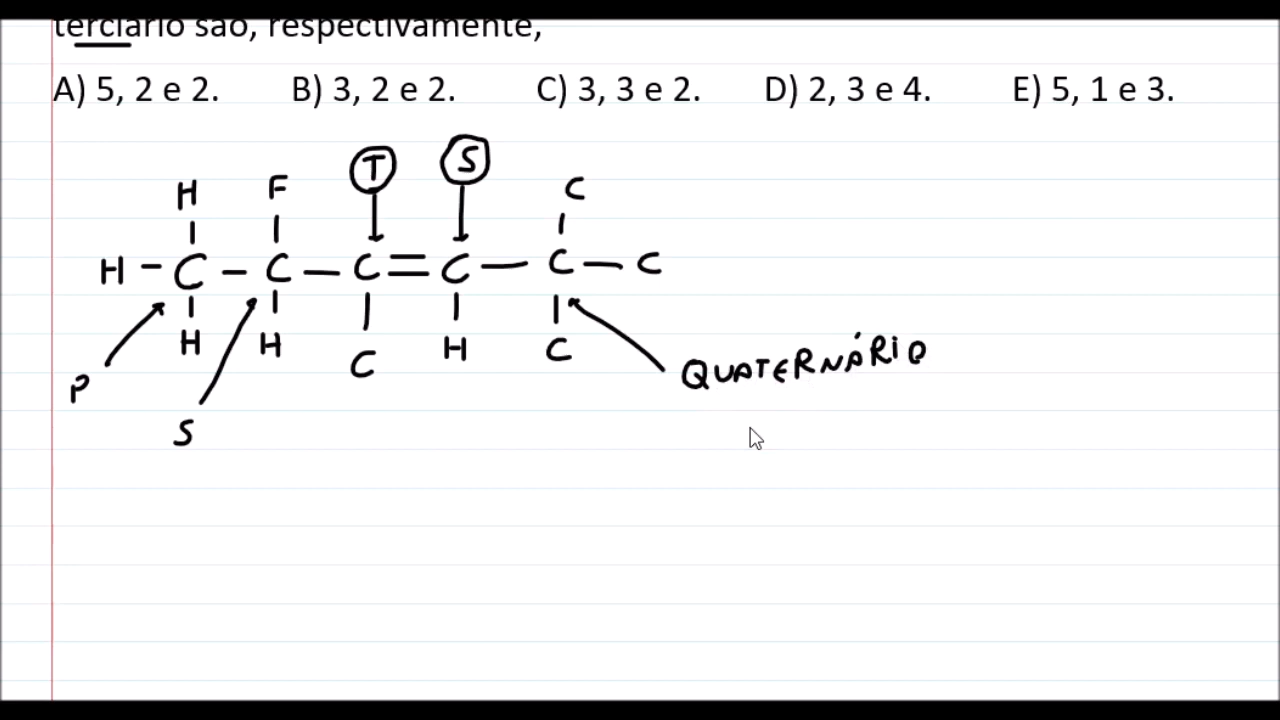 terciário são, respectivamente,
A) 5, 2 e 2. B) 3, 2 e 2. C) 3, 3 e 2. D) 2, 3 e 4. E) 5, 1 e 3.
T S
H F C
H - C - C - C = C - C - C
H H C H C
P S QUATERNÁRIO